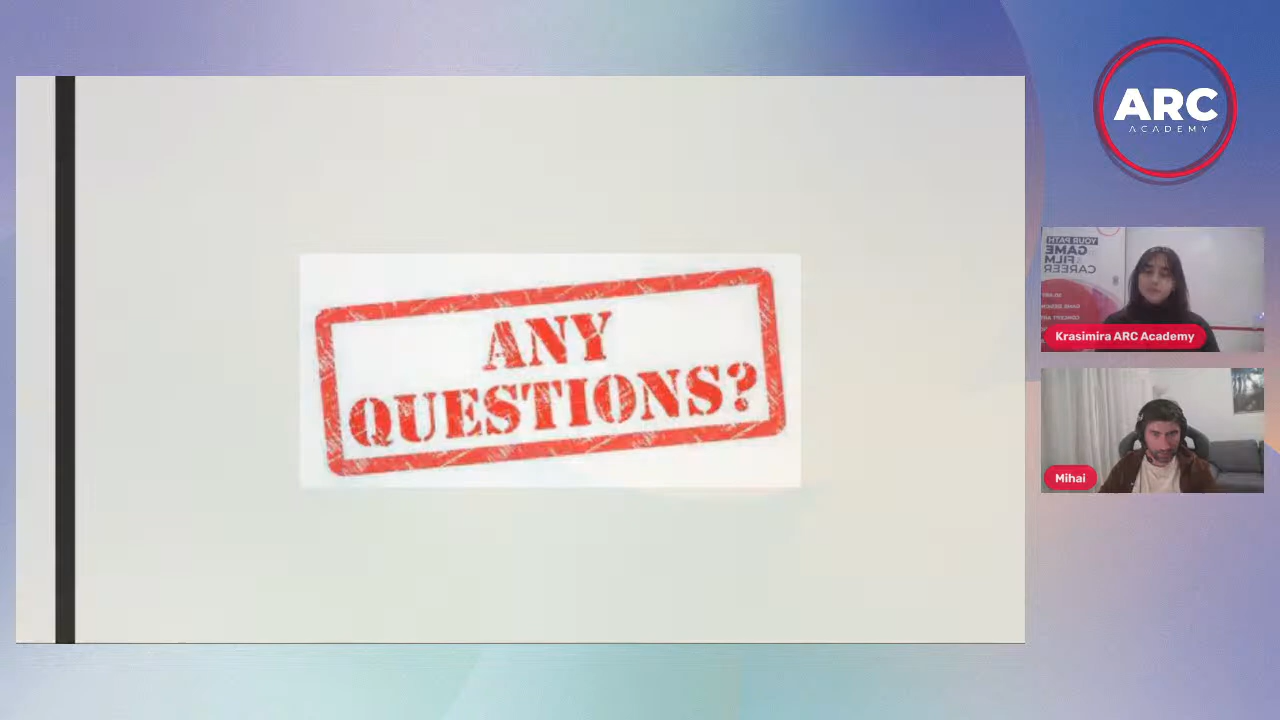 ANY
QUESTIONS?
ARC
ACADEMY
YOUR PATH
GAME
& FILM
CAREER
Krasimira ARC Academy
Mihai